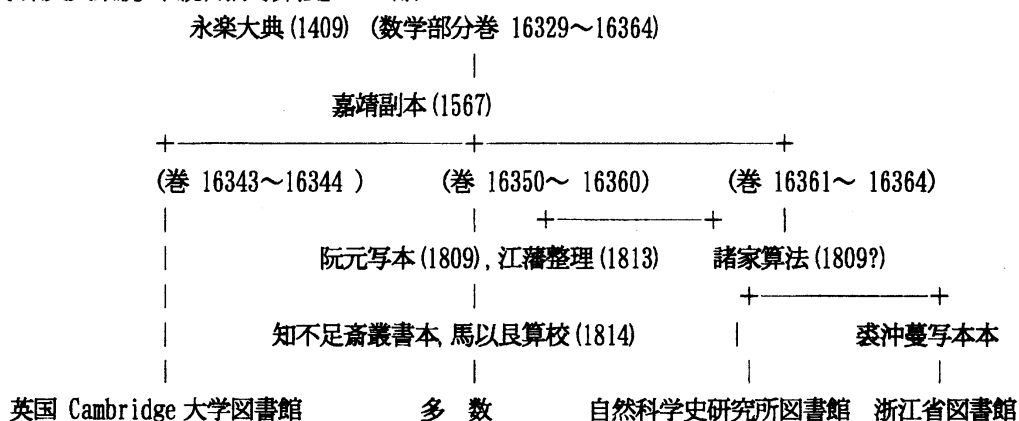 永楽大典(1409) (数学部分巻 16329～16364)
嘉靖副本(1567)
(巻 16343～16344 ) (巻 16350～ 16360) (巻 16361～ 16364)
阮元写本(1809),江藩整理(1813) 諸家算法(1809?)
知不足斎叢書本,馬以艮算校(1814) 裘沖蔓写本本
英国 Cambridge 大学図書館 多 数 自然科学史研究所図書館 浙江省図書館